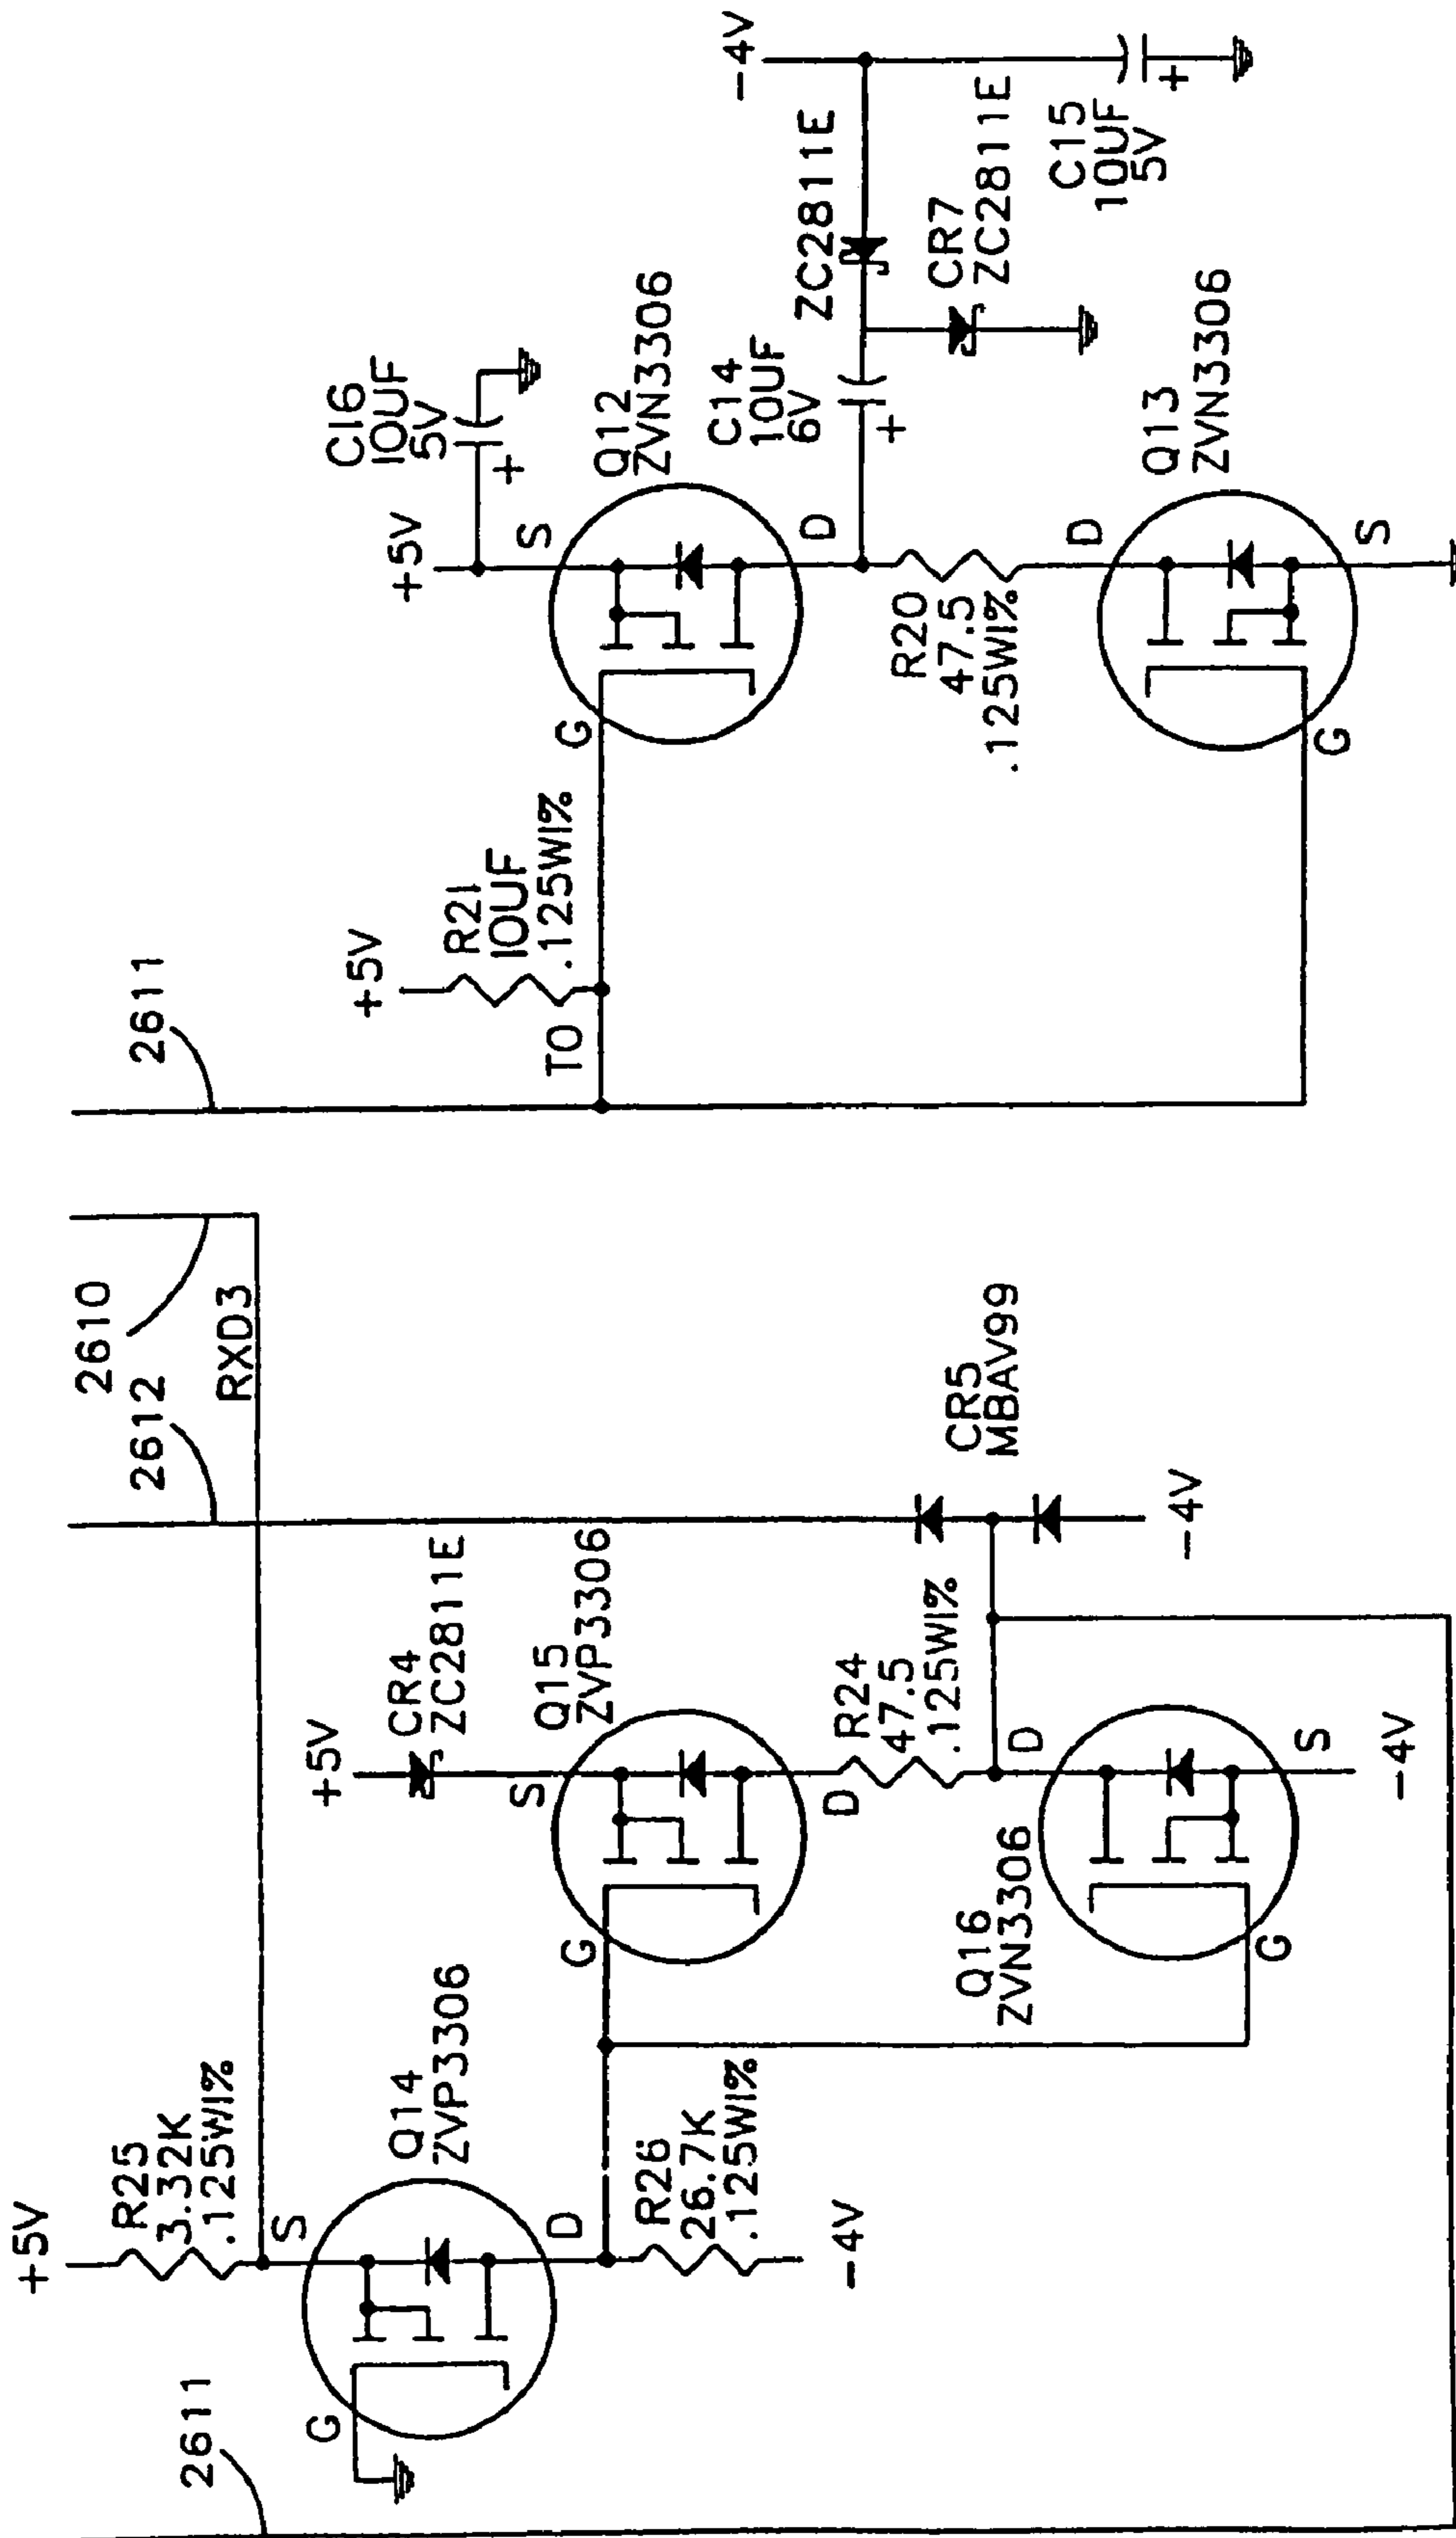 2611
+5V
R25
3.32K
.125W1%
S
Q14
ZVP3306
G
D
R26
26.7K
.125W1%
-4V
2612
2610
RXD3
+5V
CR4
ZC2811E
S
Q15
ZVP3306
G
D
R24
47.5
.125W1%
D
Q16
ZVN3306
G
S
-4V
CR5
MBAV99
-4V
2611
+5V
R21
10UF
.125W1%
TO
+5V
C16
10UF
5V
+
S
Q12
ZVN3306
G
D
C14
10UF
6V
+
ZC2811E
-4V
CR7
ZC2811E
C15
10UF
5V
+
R20
47.5
.125W1%
D
Q13
ZVN3306
G
S